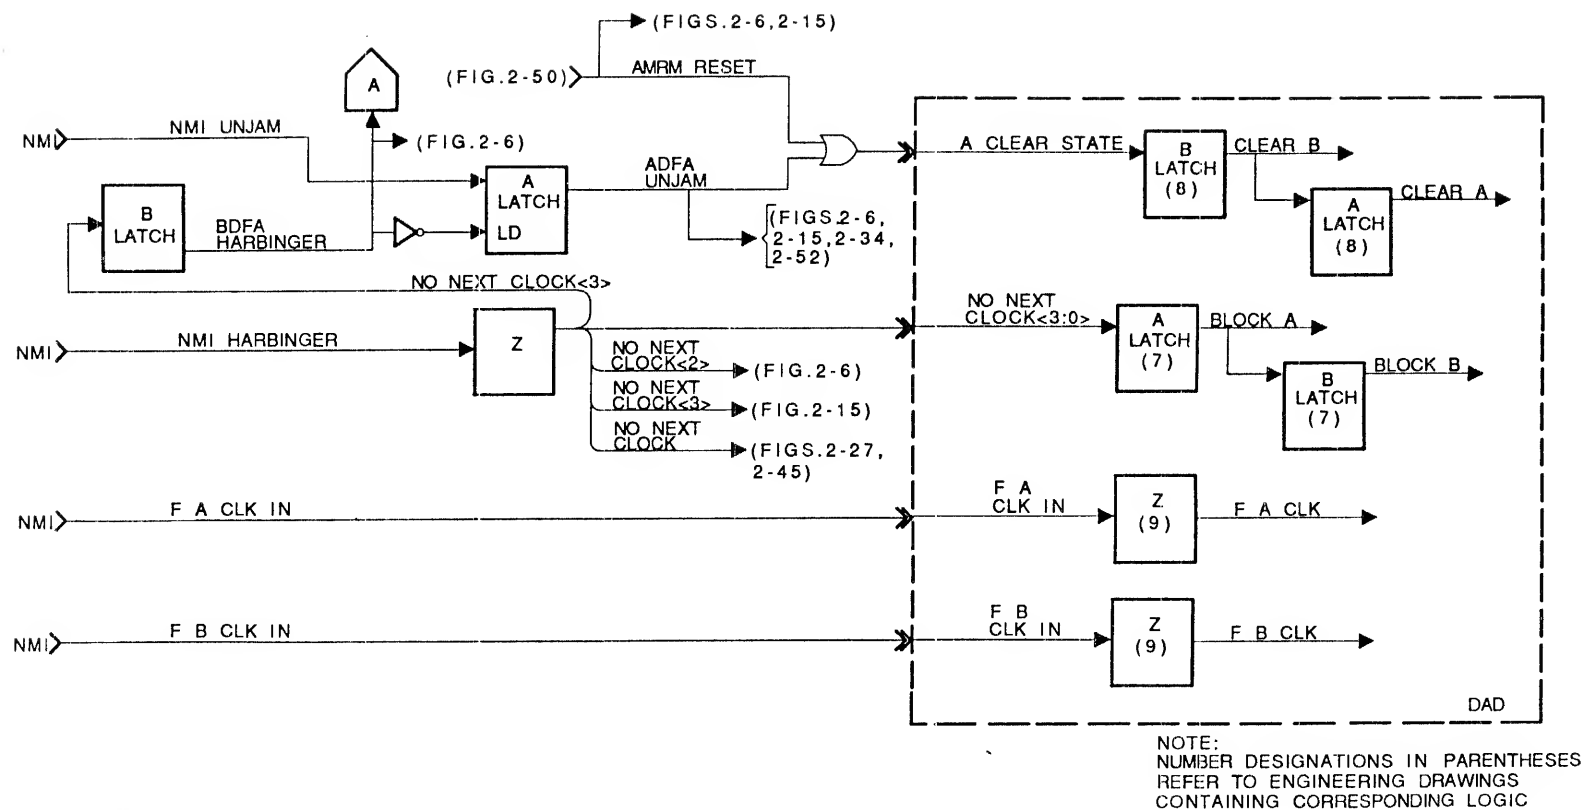 (FIGS.2-6,2-15)
(FIG.2-50)
AMRM RESET
A
NMI
NMI UNJAM
(FIG.2-6)
A
LATCH
LD
ADFA
UNJAM
(FIGS.2-6,
2-15,2-34,
2-52)
B
LATCH
BDFA
HARBINGER
NO NEXT CLOCK<3>
A CLEAR STATE
B
LATCH
(8)
CLEAR B
A
LATCH
(8)
CLEAR A
NMI
NMI HARBINGER
Z
NO NEXT
CLOCK<2>
(FIG.2-6)
NO NEXT
CLOCK<3>
(FIG.2-15)
NO NEXT
CLOCK
(FIGS.2-27,
2-45)
NO NEXT
CLOCK<3:0>
A
LATCH
(7)
BLOCK A
B
LATCH
(7)
BLOCK B
NMI
F A CLK IN
F A
CLK IN
Z
(9)
F A CLK
NMI
F B CLK IN
F B
CLK IN
Z
(9)
F B CLK
DAD
NOTE:
NUMBER DESIGNATIONS IN PARENTHESES
REFER TO ENGINEERING DRAWINGS
CONTAINING CORRESPONDING LOGIC